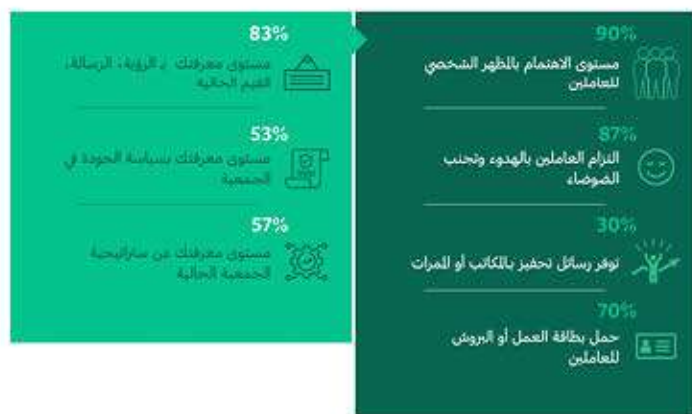 90%
مستوى الاهتمام بالمظهر الشخصي
للعاملين
87%
التزام العاملين بالهدوء وتجنب
الضوضاء
30%
توفر رسائل تحفيز بالمكاتب أو الممرات
70%
حمل بطاقة العمل أو البروش
للعاملين
83%
مستوى معرفتك بـ الرؤية، الرسالة،
القيم الحالية
53%
مستوى معرفتك بسياسة الجودة في
الجمعية
57%
مستوى معرفتك عن ستراتيجية
الجمعية الحالية